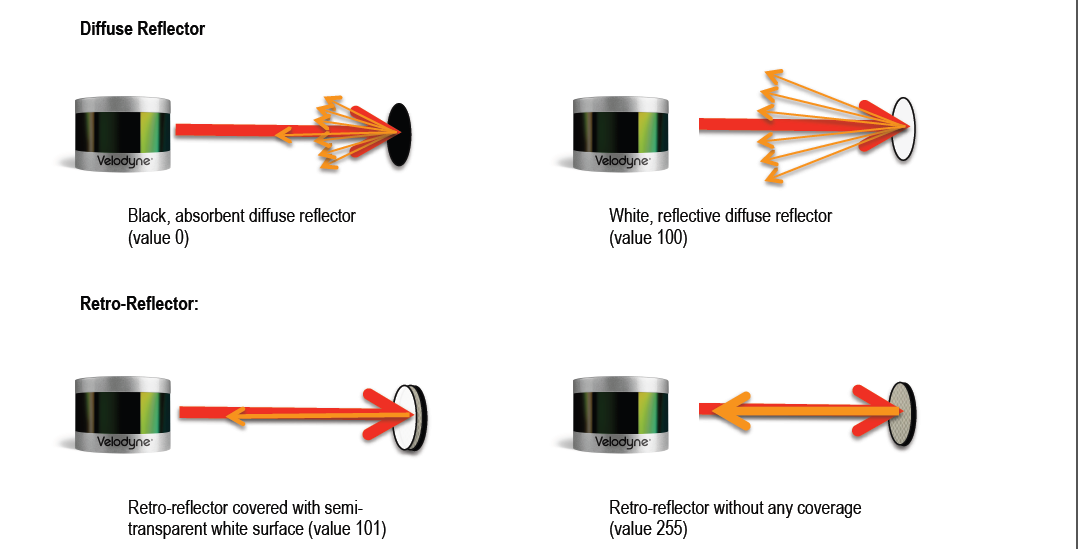 Diffuse Reflector
Velodyne
Velodyne
Black, absorbent diffuse reflector
(value 0)
White, reflective diffuse reflector
(value 100)
Retro-Reflector:
Velodyne
Velodyne
Retro-reflector covered with semi-
transparent white surface (value 101)
Retro-reflector without any coverage
(value 255)